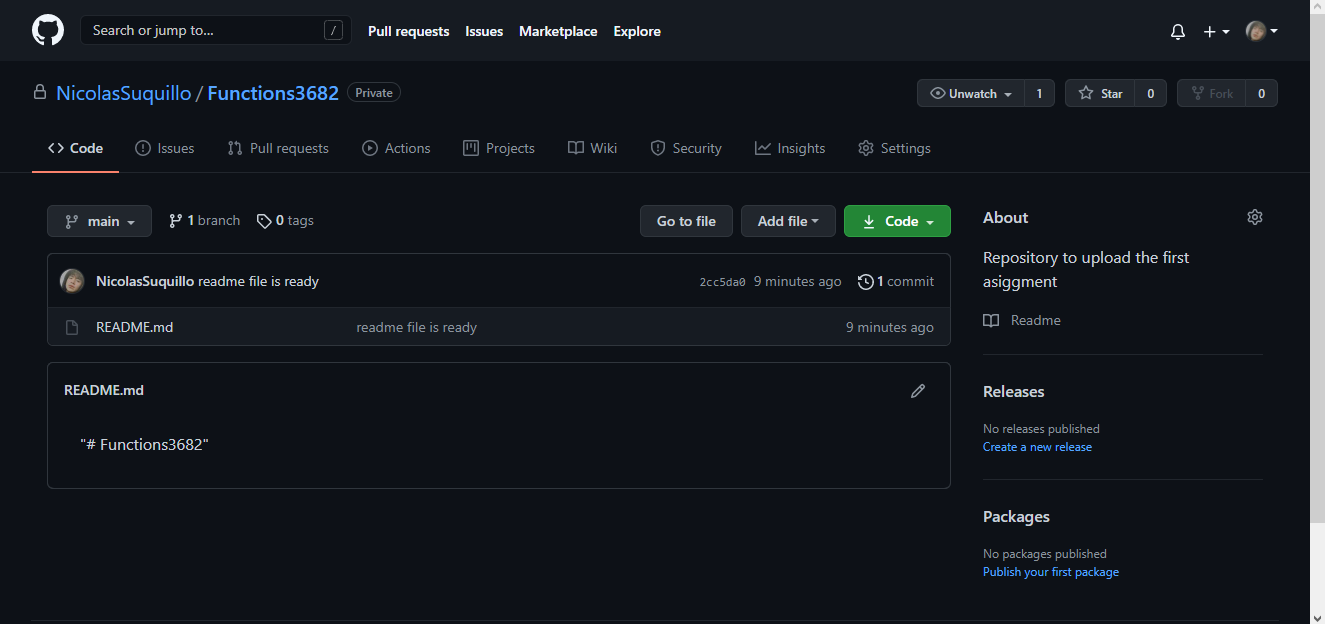 Search or jump to... / Pull requests Issues Marketplace Explore
NicolasSuquillo / Functions3682 Private Unwatch 1 Star 0 Fork 0
Code Issues Pull requests Actions Projects Wiki Security Insights Settings
main 1 branch 0 tags Go to file Add file Code
NicolasSuquillo readme file is ready 2cc5da0 9 minutes ago 1 commit
README.md readme file is ready 9 minutes ago
README.md
"# Functions3682"
About
Repository to upload the first
asiggment
Readme
Releases
No releases published
Create a new release
Packages
No packages published
Publish your first package